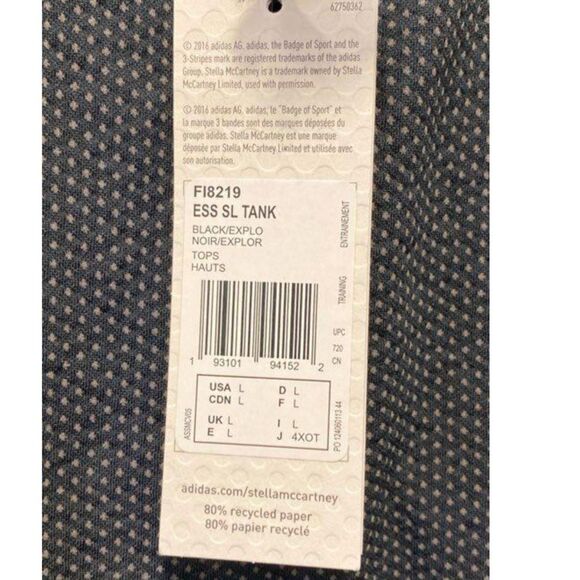 62750362
© 2016 adidas AG. adidas, the Badge of Sport and the
3-Stripes mark are registered trademarks of the adidas
Group. Stella McCartney is a trademark owned by Stella
McCartney Limited, used with permission.
© 2016 adidas AG. adidas, le "Badge of Sport" et
la marque 3 bandes sont des marques déposées du
groupe adidas. Stella McCartney est une marque
déposée par Stella McCartney Limited et utilisée avec
son autorisation.
FI8219
ESS SL TANK
BLACK/EXPLO
NOIR/EXPLOR
TOPS
HAUTS
TRAINING ENTRAINEMENT
UPC
720
CN
1 93101 94152 2
USA L D L
CDN L F L
UK L I L
E L J 4XOT
ASSMCV05
PO 124060113 44
adidas.com/stellamccartney
80% recycled paper
80% papier recyclé